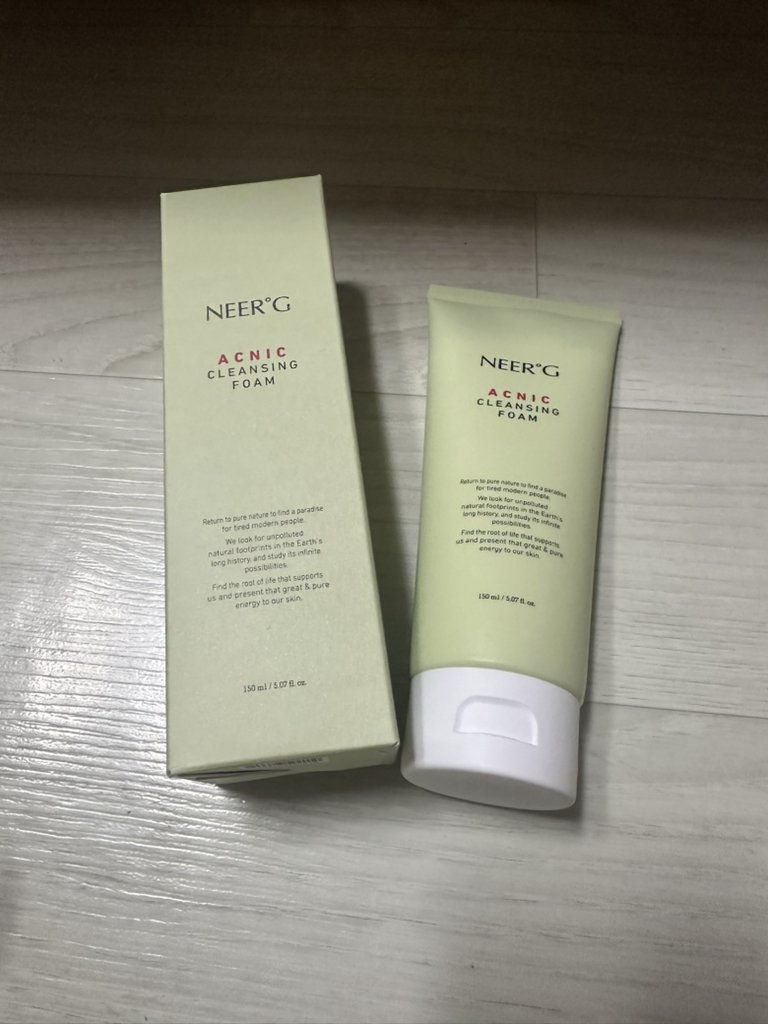 NEER°G
ACNIC
CLEANSING
FOAM
Return to pure nature to find a paradise
for tired modern people.
We look for unpolluted
natural footprints in the Earth's
long history, and study its infinite
possibilities.
Find the root of life that supports
us and present that great & pure
energy to our skin.
150 ml / 5.07 fl. oz.
NEER°G
ACNIC
CLEANSING
FOAM
Return to pure nature to find a paradise
for tired modern people.
We look for unpolluted
natural footprints in the Earth's
long history, and study its infinite
possibilities.
Find the root of life that supports
us and present that great & pure
energy to our skin.
150 ml / 5.07 fl. oz.